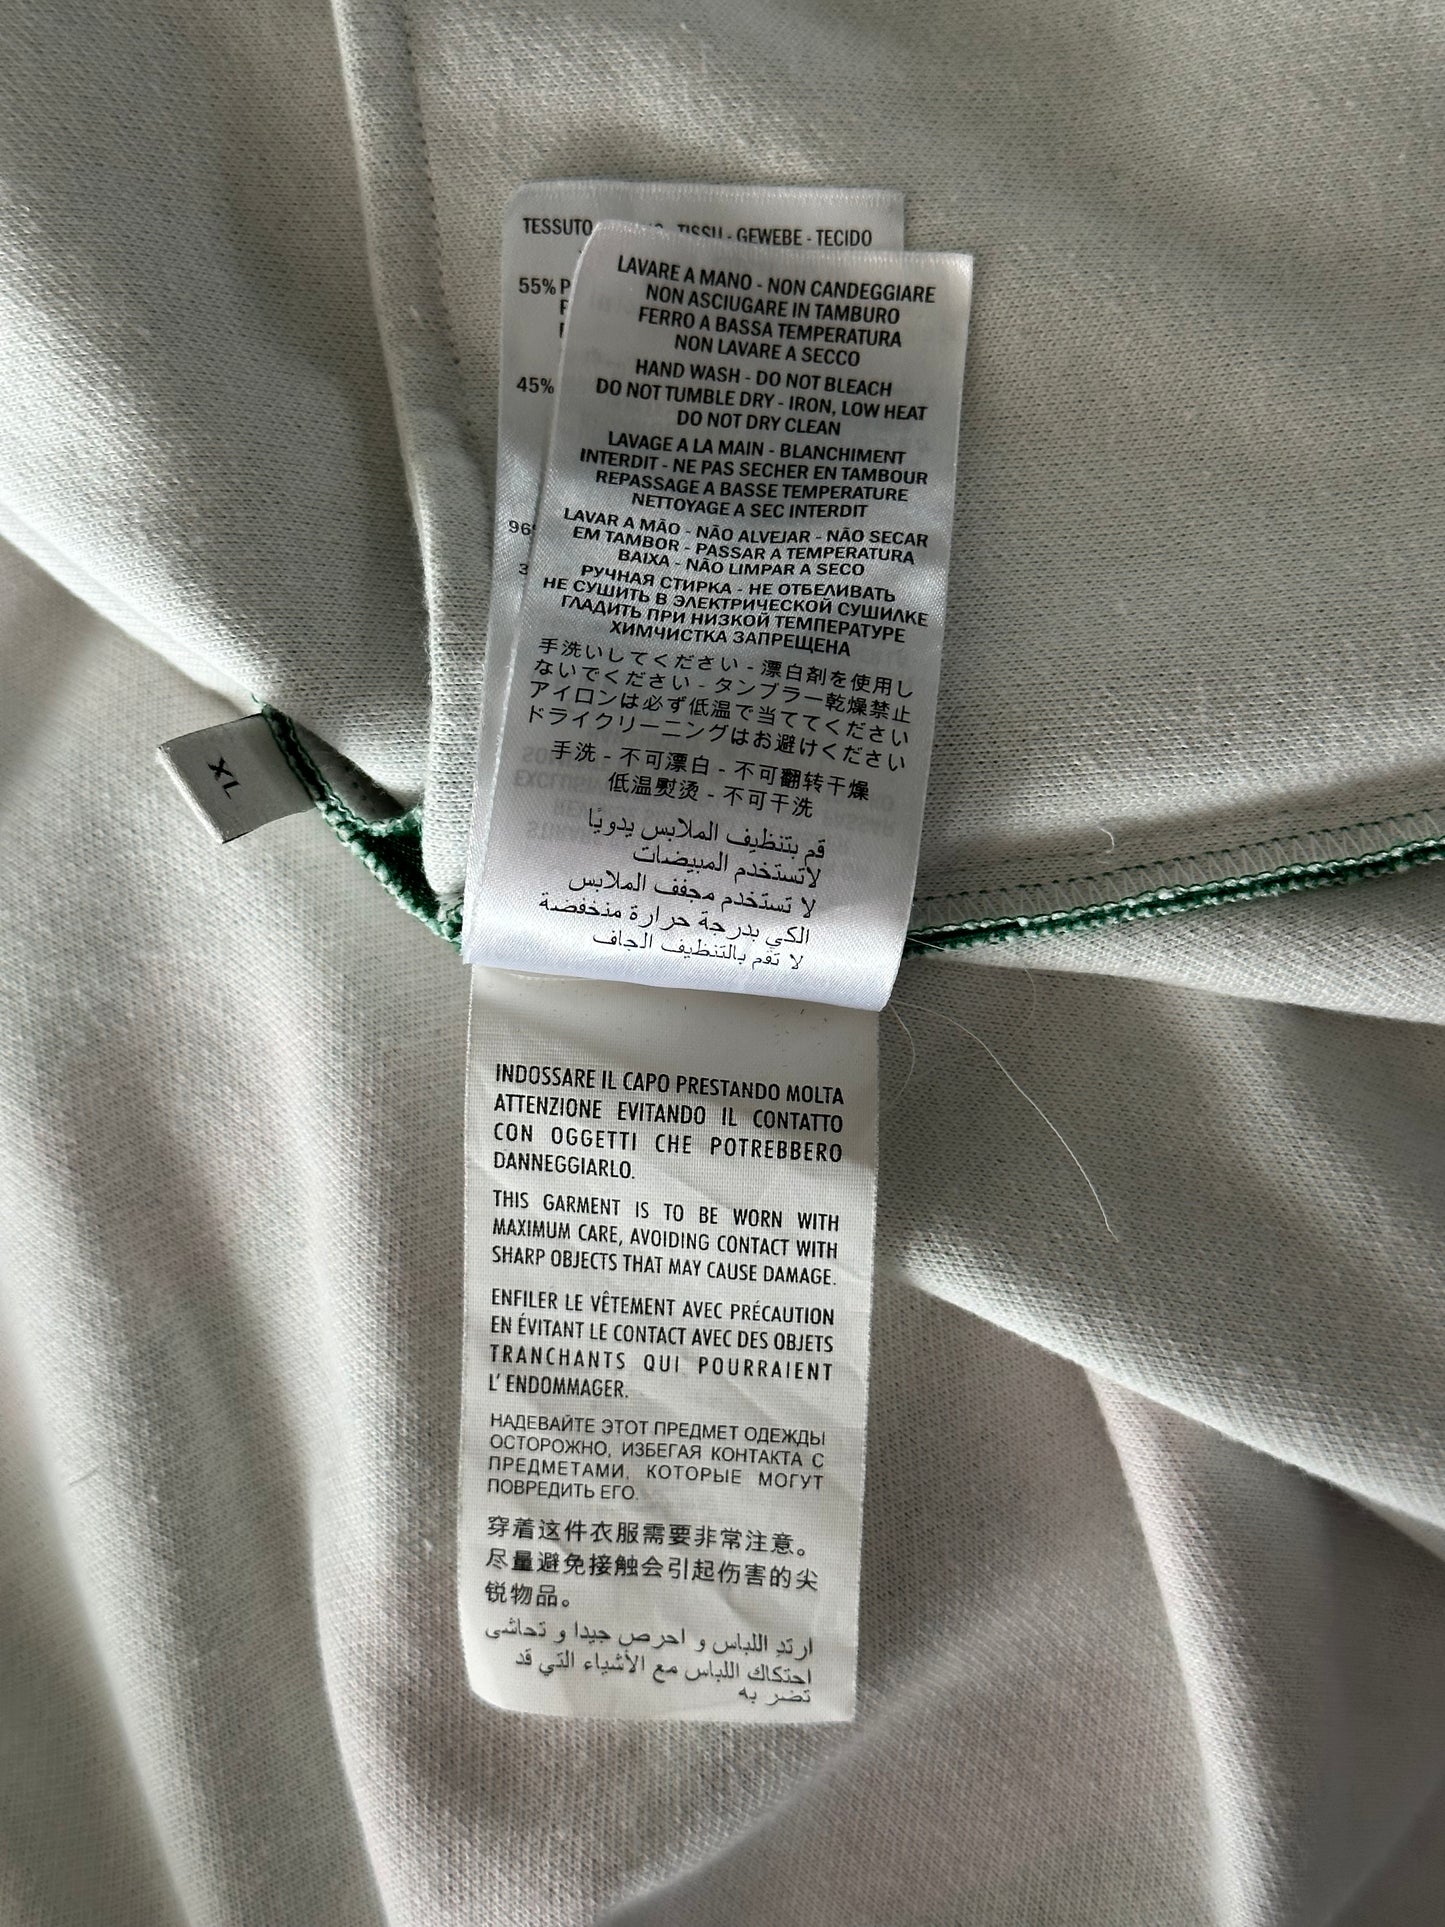 TESSUTO - TISSU - GEWEBE - TECIDO
55%
45%
LAVARE A MANO - NON CANDEGGIARE
NON ASCIUGARE IN TAMBURO
FERRO A BASSA TEMPERATURA
NON LAVARE A SECCO
HAND WASH - DO NOT BLEACH
DO NOT TUMBLE DRY - IRON, LOW HEAT
DO NOT DRY CLEAN
LAVAGE A LA MAIN - BLANCHIMENT
INTERDIT - NE PAS SECHER EN TAMBOUR
REPASSAGE A BASSE TEMPERATURE
NETTOYAGE A SEC INTERDIT
LAVAR A MÃO - NÃO ALVEJAR - NÃO SECAR
EM TAMBOR - PASSAR A TEMPERATURA
BAIXA - NÃO LIMPAR A SECO
РУЧНАЯ СТИРКА - НЕ ОТБЕЛИВАТЬ
НЕ СУШИТЬ В ЭЛЕКТРИЧЕСКОЙ СУШИЛКЕ
ГЛАДИТЬ ПРИ НИЗКОЙ ТЕМПЕРАТУРЕ
ХИМЧИСТКА ЗАПРЕЩЕНА
手洗いしてください - 漂白剤を使用し
ないでください - タンブラー乾燥禁止
アイロンは必ず低温で当ててください
ドライクリーニングはお避けください
手洗 - 不可漂白 - 不可翻转干燥
低温熨烫 - 不可干洗
قم بتنظيف الملابس يدويًا
لاتستخدم المبيضات
لا تستخدم مجفف الملابس
الكي بدرجة حرارة منخفضة
لا تقم بالتنظيف الجاف
XL
INDOSSARE IL CAPO PRESTANDO MOLTA
ATTENZIONE EVITANDO IL CONTATTO
CON OGGETTI CHE POTREBBERO
DANNEGGIARLO.
THIS GARMENT IS TO BE WORN WITH
MAXIMUM CARE, AVOIDING CONTACT WITH
SHARP OBJECTS THAT MAY CAUSE DAMAGE.
ENFILER LE VÊTEMENT AVEC PRÉCAUTION
EN ÉVITANT LE CONTACT AVEC DES OBJETS
TRANCHANTS QUI POURRAIENT
L' ENDOMMAGER.
НАДЕВАЙТЕ ЭТОТ ПРЕДМЕТ ОДЕЖДЫ
ОСТОРОЖНО, ИЗБЕГАЯ КОНТАКТА С
ПРЕДМЕТАМИ, КОТОРЫЕ МОГУТ
ПОВРЕДИТЬ ЕГО.
穿着这件衣服需要非常注意。
尽量避免接触会引起伤害的尖
锐物品。
ارتد اللباس و احرص جيدا و تحاشى
احتكاك اللباس مع الأشياء التي قد
تضر به